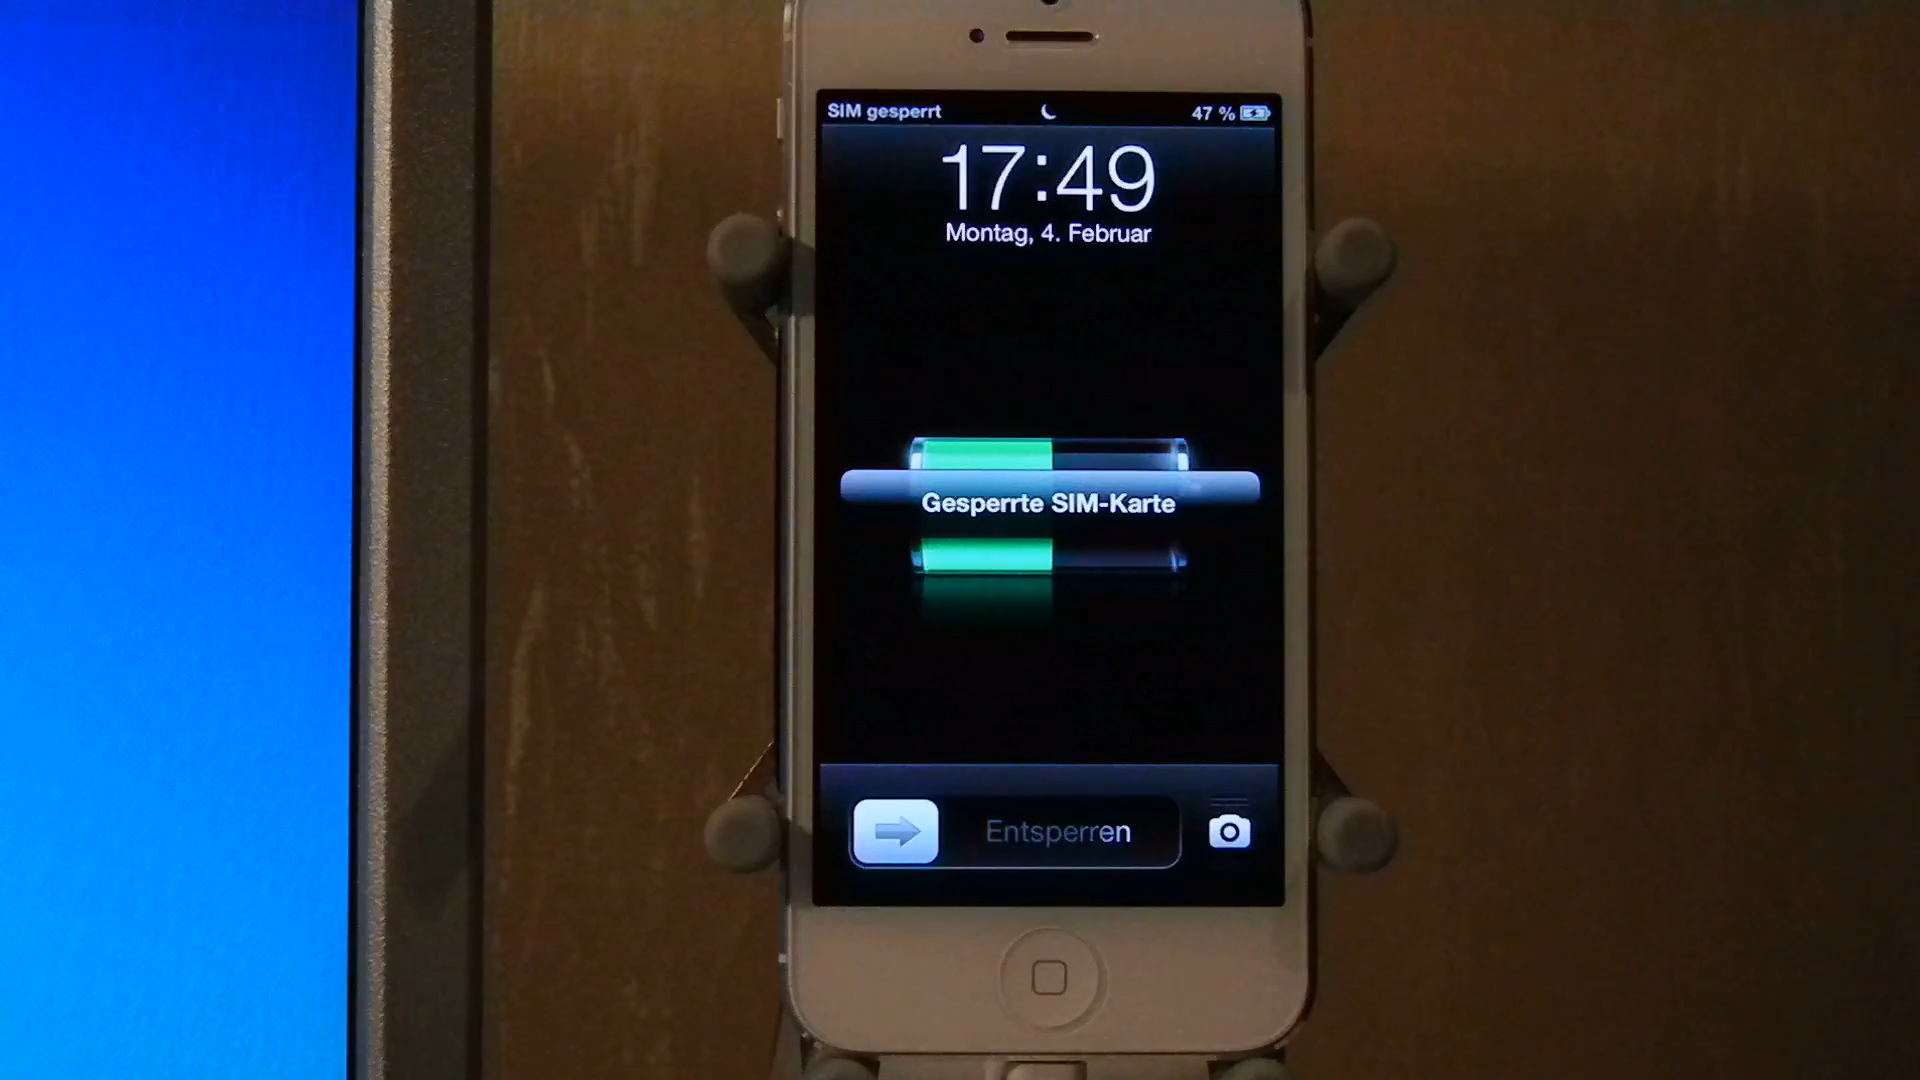 SIM gesperrt 47 %
17:49
Montag, 4. Februar
Gesperrte SIM-Karte
Entsperren